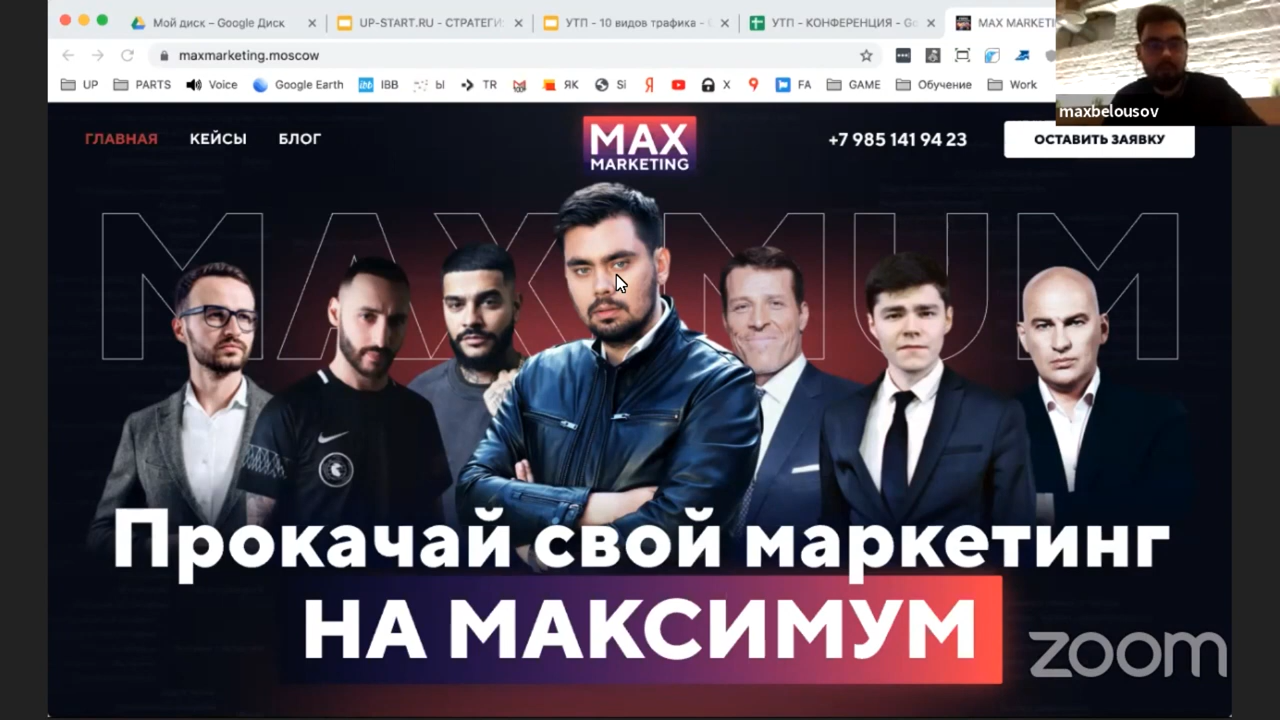 Мой диск – Google Диск
UP-START.RU - СТРАТЕГИ
УТП - 10 видов трафика -
УТП - КОНФЕРЕНЦИЯ - Go
MAX MARKETI
maxmarketing.moscow
UP
PARTS
Voice
Google Earth
IBB
Ы
TR
ЯК
Si
X
FA
GAME
Обучение
Work
maxbelousov
ГЛАВНАЯ
КЕЙСЫ
БЛОГ
MAX
MARKETING
+7 985 141 94 23
ОСТАВИТЬ ЗАЯВКУ
MAXIMUM
Прокачай свой маркетинг
НА МАКСИМУМ
zoom